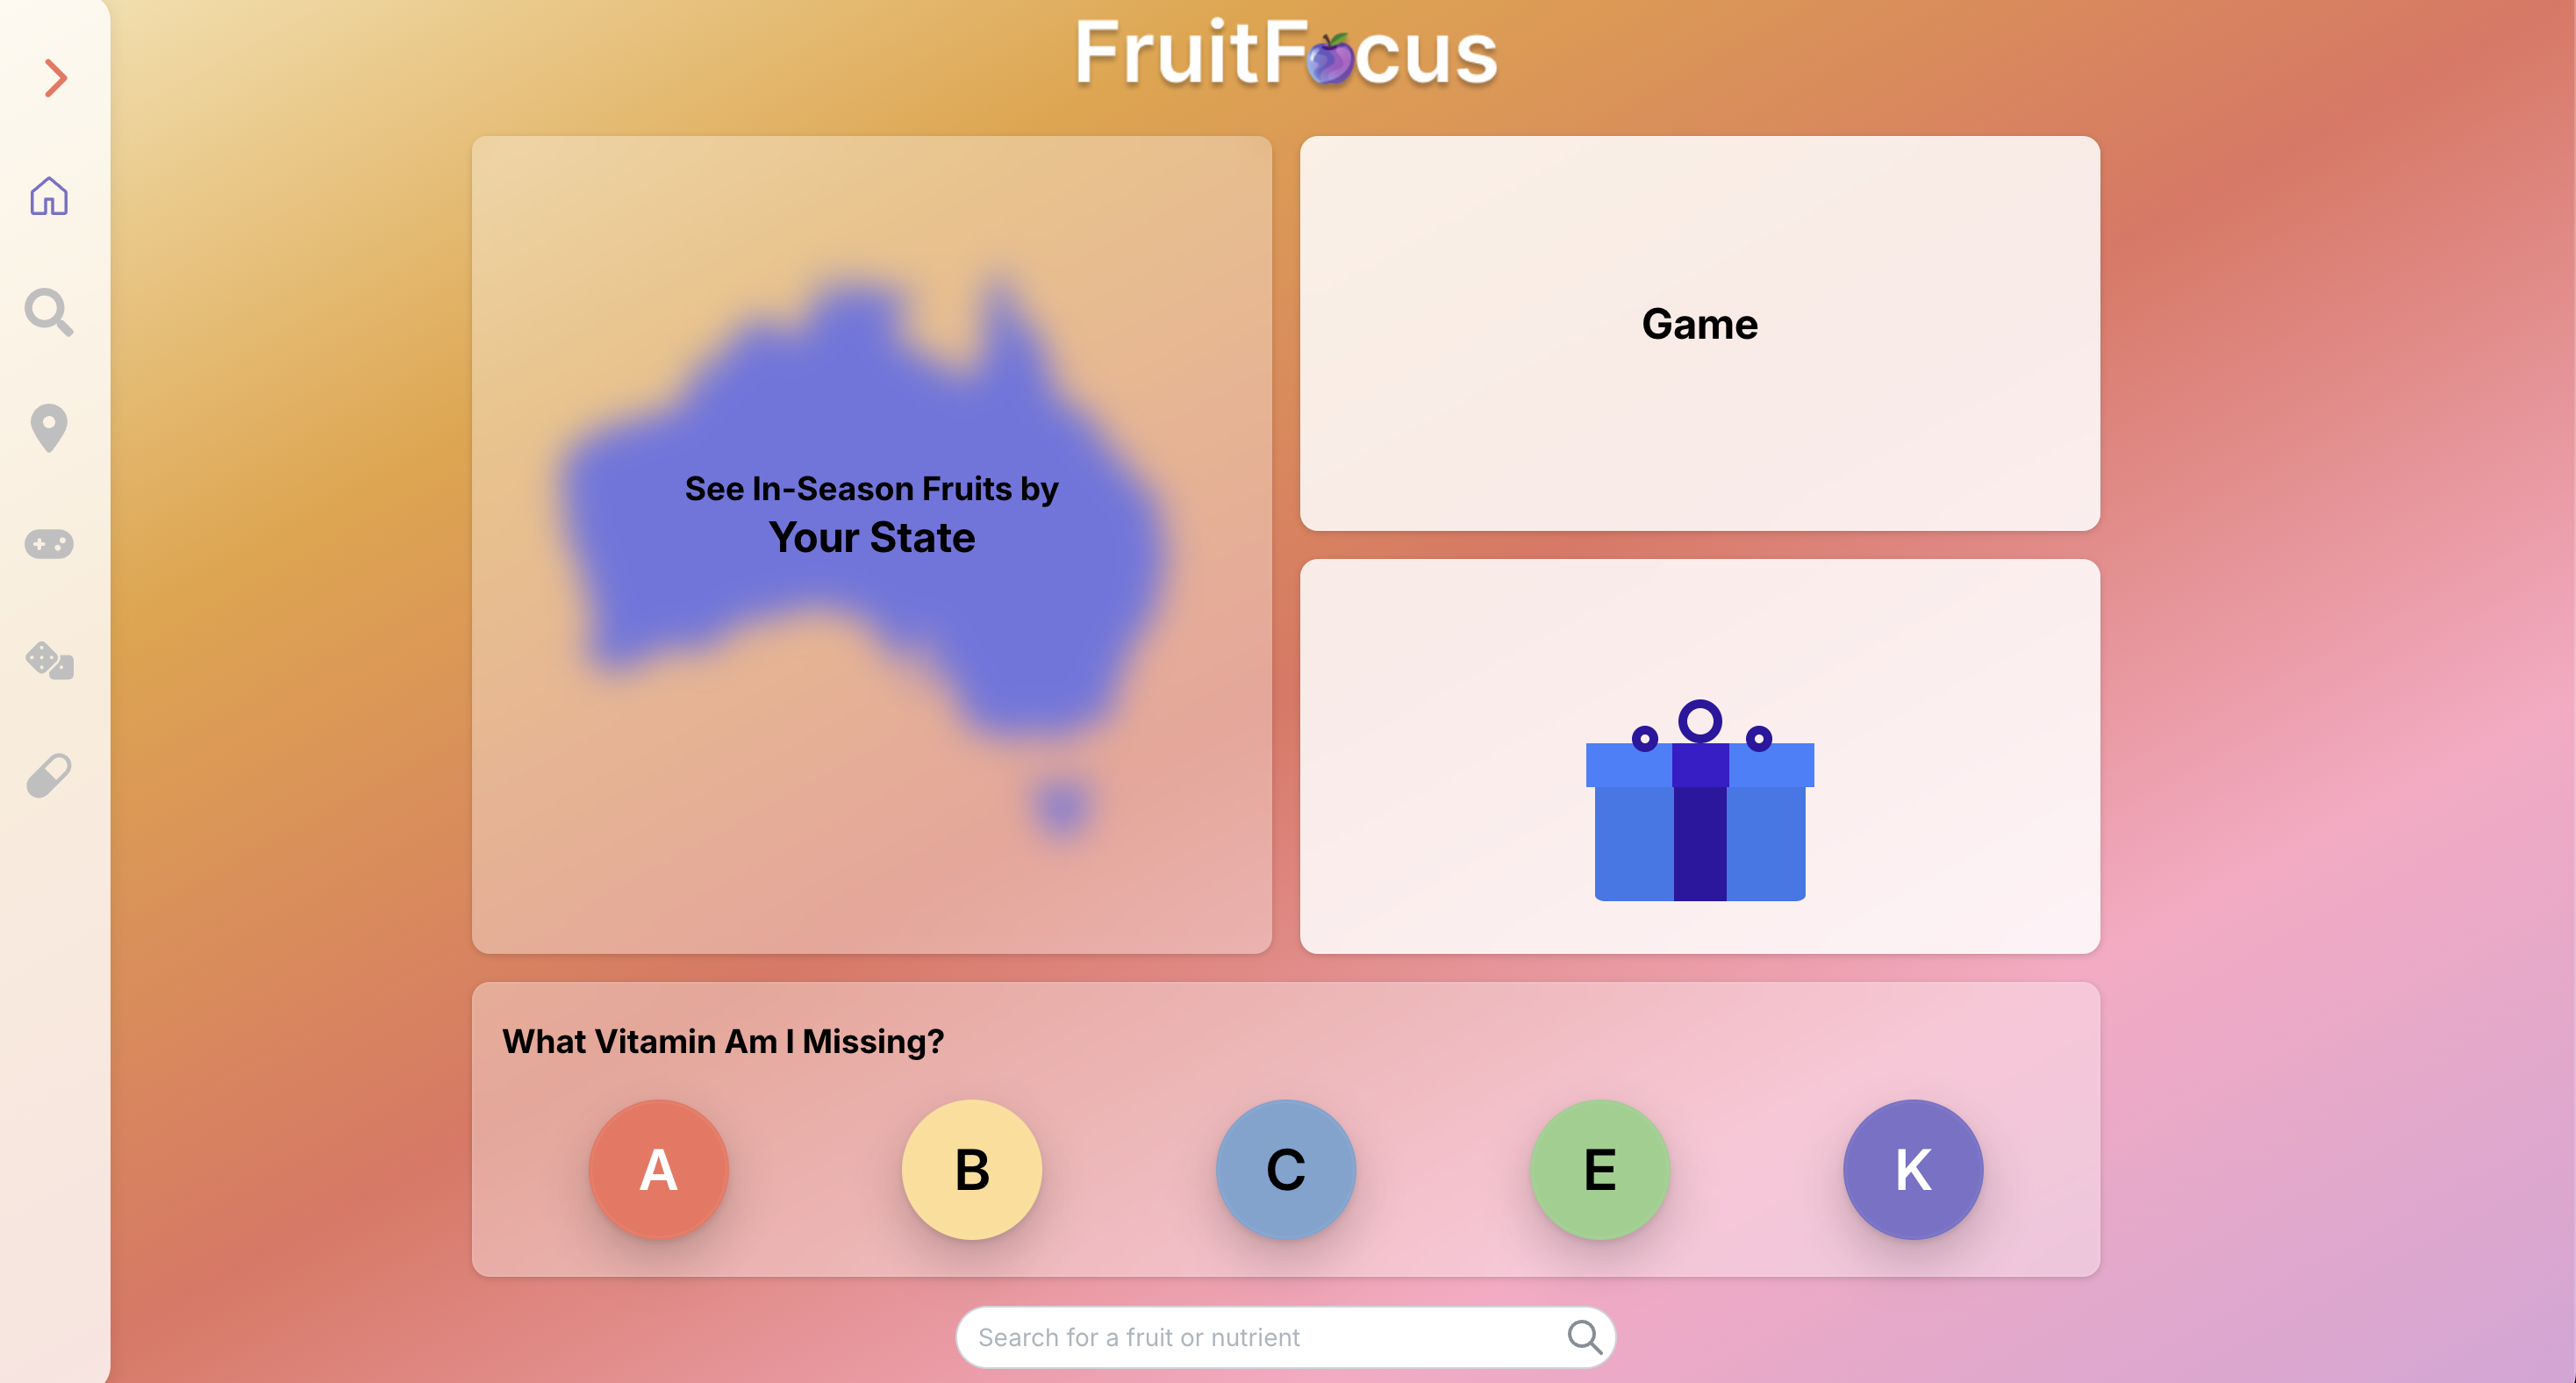 FruitFocus
See In-Season Fruits by
Your State
Game
What Vitamin Am I Missing?
A
B
C
E
K
Search for a fruit or nutrient